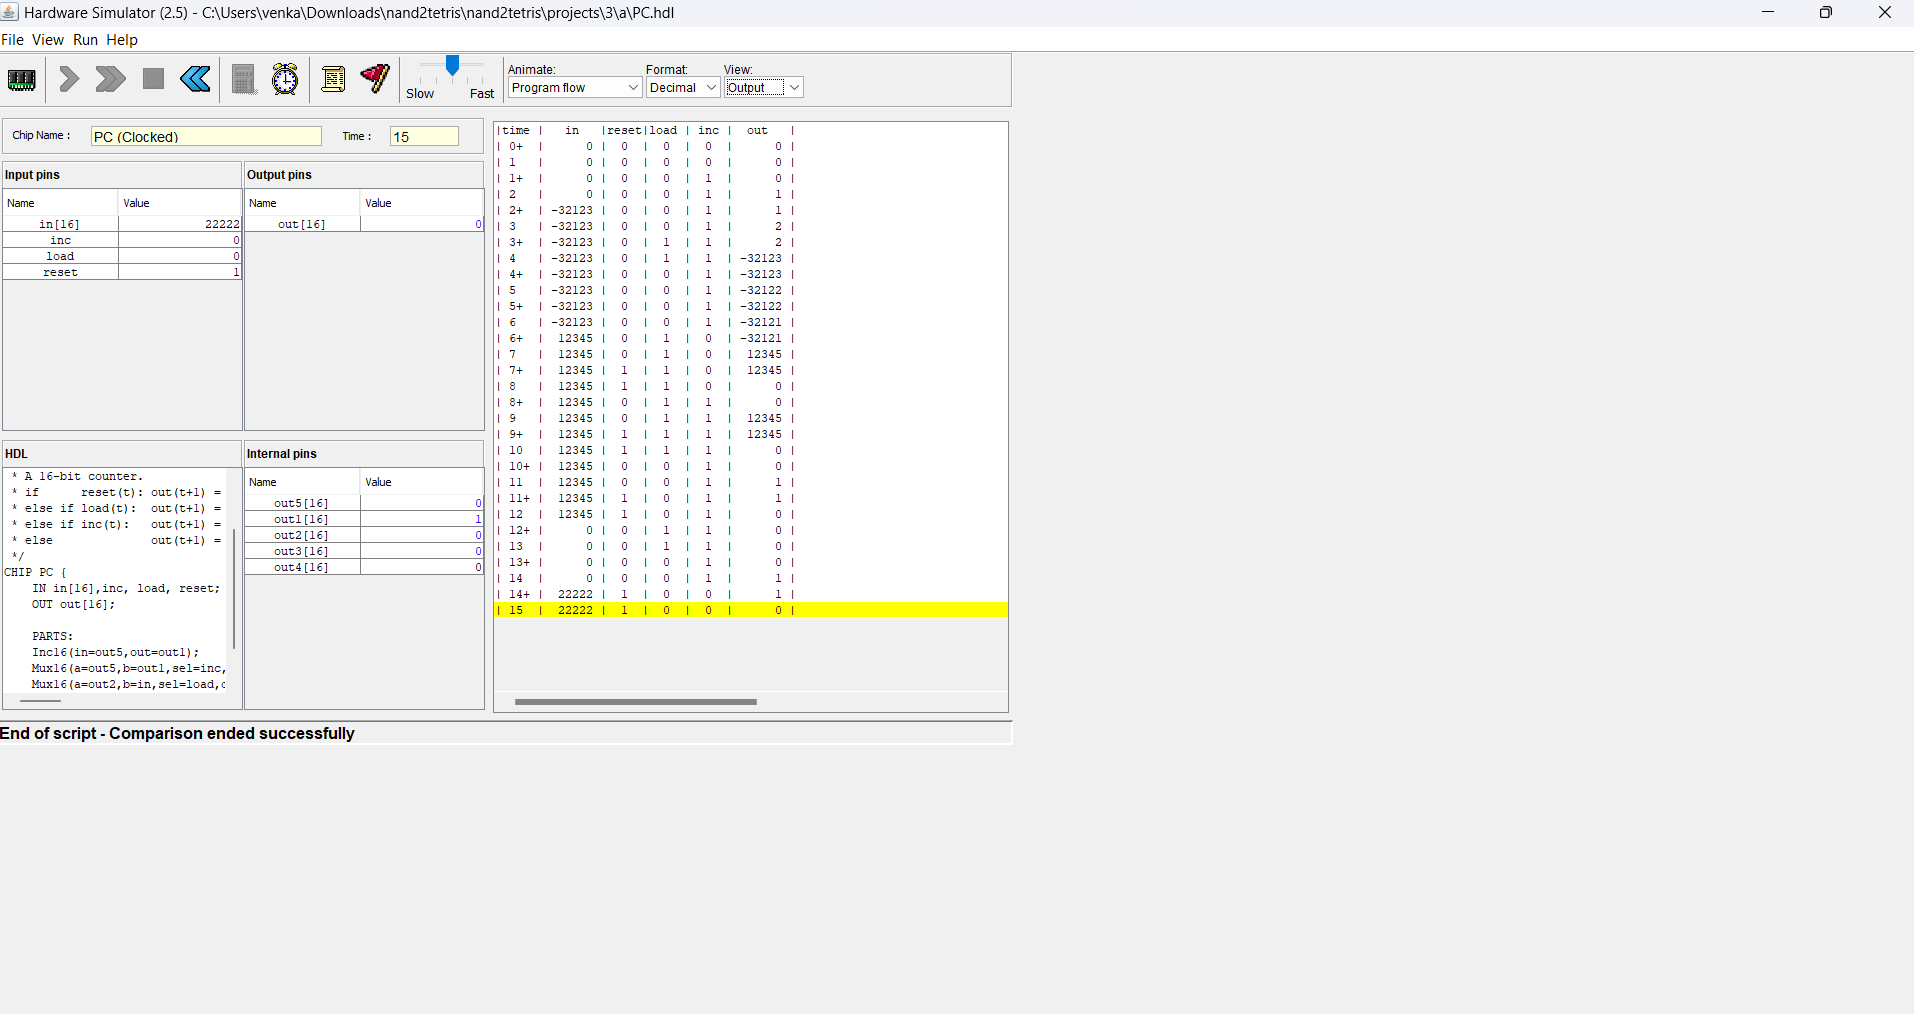 Hardware Simulator (2.5) - C:\Users\venka\Downloads\nand2tetris\nand2tetris\projects\3\a\PC.hdl
File View Run Help
Slow Fast
Animate: Format: View:
Program flow Decimal Output
Chip Name : PC (Clocked) Time : 15
Input pins
Name Value
in[16] 22222
inc 0
load 0
reset 1
Output pins
Name Value
out[16] 0
HDL
* A 16-bit counter.
* if reset(t): out(t+1) =
* else if load(t): out(t+1) =
* else if inc(t): out(t+1) =
* else out(t+1) =
*/
CHIP PC {
IN in[16],inc, load, reset;
OUT out[16];
PARTS:
Inc16(in=out5,out=out1);
Mux16(a=out5,b=out1,sel=inc,
Mux16(a=out2,b=in,sel=load,c
Internal pins
Name Value
out5[16] 0
out1[16] 1
out2[16] 0
out3[16] 0
out4[16] 0
|time | in |reset|load | inc | out |
| 0+ | 0 | 0 | 0 | 0 | 0 |
| 1 | 0 | 0 | 0 | 0 | 0 |
| 1+ | 0 | 0 | 0 | 1 | 0 |
| 2 | 0 | 0 | 0 | 1 | 1 |
| 2+ | -32123 | 0 | 0 | 1 | 1 |
| 3 | -32123 | 0 | 0 | 1 | 2 |
| 3+ | -32123 | 0 | 1 | 1 | 2 |
| 4 | -32123 | 0 | 1 | 1 | -32123 |
| 4+ | -32123 | 0 | 0 | 1 | -32123 |
| 5 | -32123 | 0 | 0 | 1 | -32122 |
| 5+ | -32123 | 0 | 0 | 1 | -32122 |
| 6 | -32123 | 0 | 0 | 1 | -32121 |
| 6+ | 12345 | 0 | 1 | 0 | -32121 |
| 7 | 12345 | 0 | 1 | 0 | 12345 |
| 7+ | 12345 | 1 | 1 | 0 | 12345 |
| 8 | 12345 | 1 | 1 | 0 | 0 |
| 8+ | 12345 | 0 | 1 | 1 | 0 |
| 9 | 12345 | 0 | 1 | 1 | 12345 |
| 9+ | 12345 | 1 | 1 | 1 | 12345 |
| 10 | 12345 | 1 | 1 | 1 | 0 |
| 10+ | 12345 | 0 | 0 | 1 | 0 |
| 11 | 12345 | 0 | 0 | 1 | 1 |
| 11+ | 12345 | 1 | 0 | 1 | 1 |
| 12 | 12345 | 1 | 0 | 1 | 0 |
| 12+ | 0 | 0 | 1 | 1 | 0 |
| 13 | 0 | 0 | 1 | 1 | 0 |
| 13+ | 0 | 0 | 0 | 1 | 0 |
| 14 | 0 | 0 | 0 | 1 | 1 |
| 14+ | 22222 | 1 | 0 | 0 | 1 |
| 15 | 22222 | 1 | 0 | 0 | 0 |
End of script - Comparison ended successfully